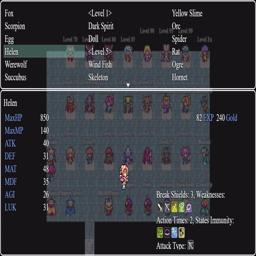 Fox <Level 1> Yellow Slime
Scorpion Dark Spirit Orc
Egg Doll Spider
Helen <Level 5> Rat
Werewolf Wind Fish Ogre
Succubus Skeleton Hornet
Helen
MaxHP 850 82 EXP 240 Gold
MaxMP 140
ATK 40
DEF 31
MAT 48
MDF 35
AGI 26
LUK 31
Break Shields: 3, Weaknesses:
Action Times: 2, States Immunity:
Attack Type: